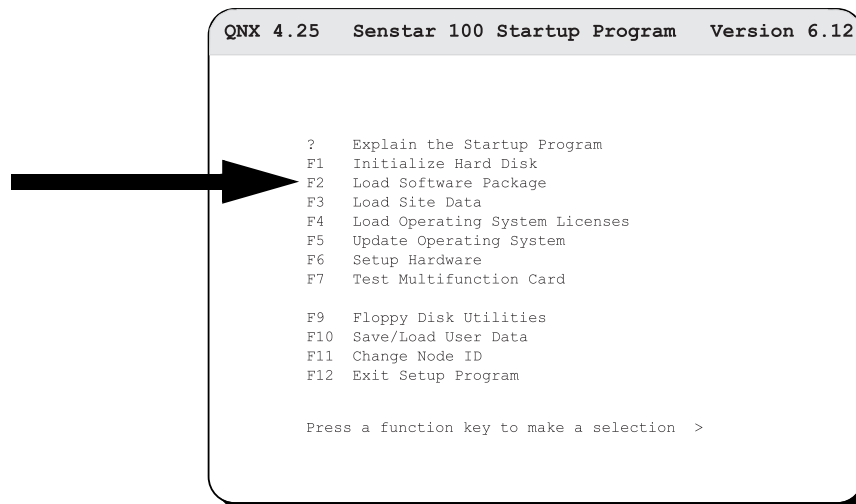 QNX 4.25 Senstar 100 Startup Program Version 6.12
? Explain the Startup Program
F1 Initialize Hard Disk
F2 Load Software Package
F3 Load Site Data
F4 Load Operating System Licenses
F5 Update Operating System
F6 Setup Hardware
F7 Test Multifunction Card
F9 Floppy Disk Utilities
F10 Save/Load User Data
F11 Change Node ID
F12 Exit Setup Program
Press a function key to make a selection >